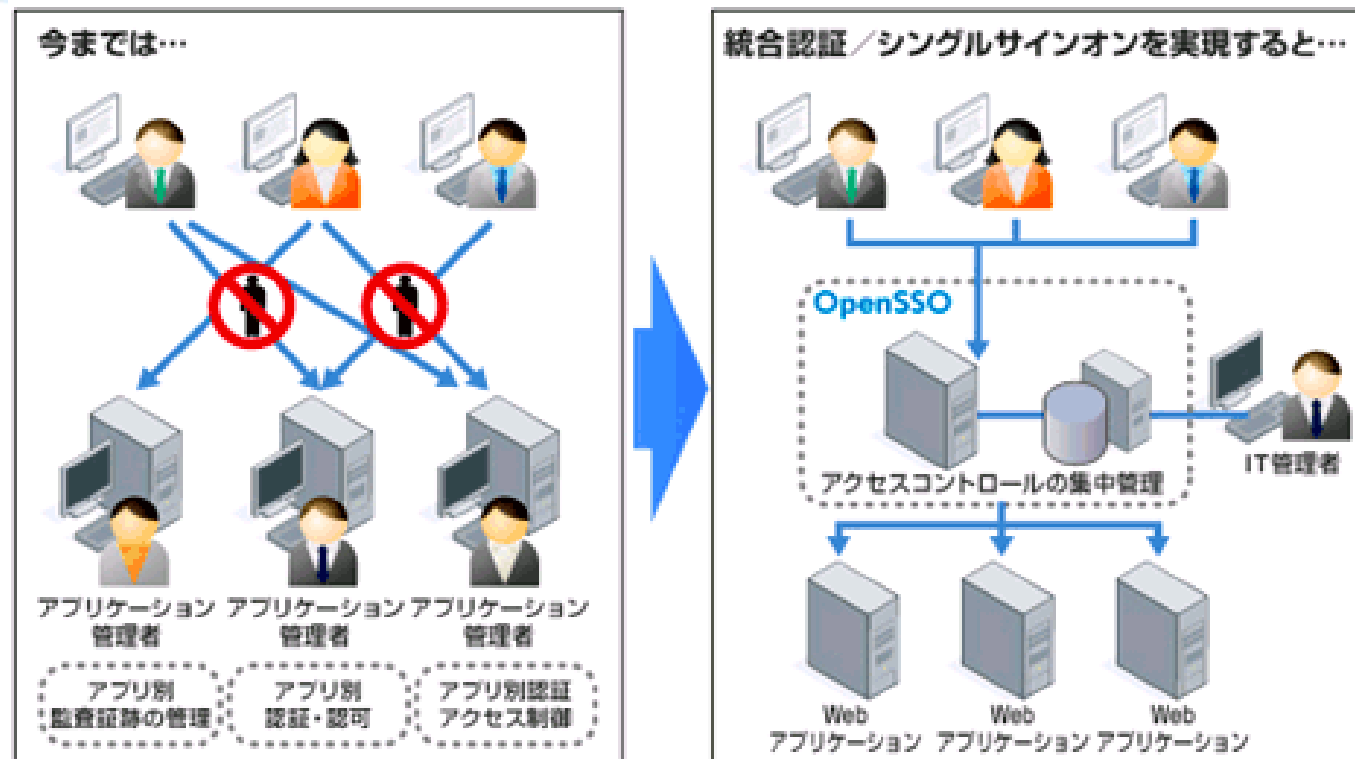 今までは…
アプリケーション
管理者
アプリケーション
管理者
アプリケーション
管理者
アプリ別
監査証跡の管理
アプリ別
認証・認可
アプリ別認証
アクセス制御
統合認証／シングルサインオンを実現すると…
OpenSSO
アクセスコントロールの集中管理
IT管理者
Web
アプリケーション
Web
アプリケーション
Web
アプリケーション